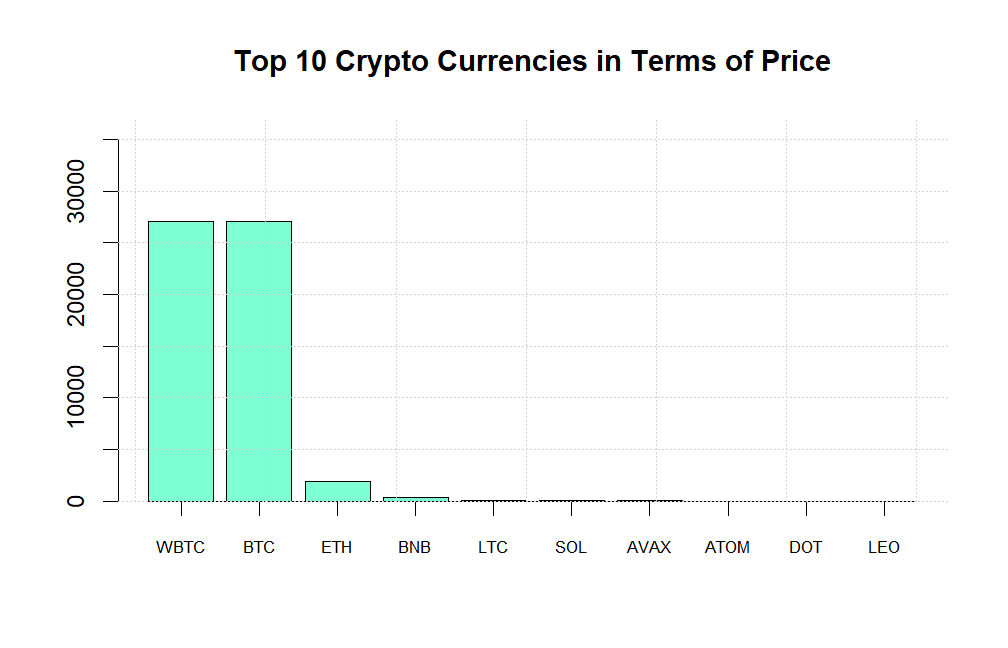 Top 10 Crypto Currencies in Terms of Price
30000
20000
10000
0
WBTC BTC ETH BNB LTC SOL AVAX ATOM DOT LEO